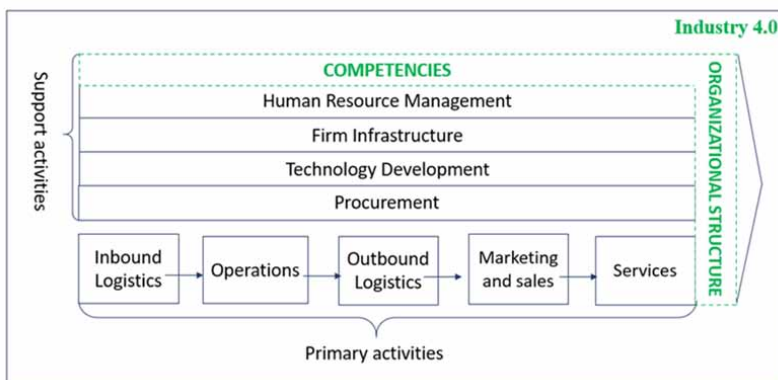 Industry 4.0
Support activities
COMPETENCIES
Human Resource Management
Firm Infrastructure
Technology Development
Procurement
ORGANIZATIONAL STRUCTURE
Inbound
Logistics
Operations
Outbound
Logistics
Marketing
and sales
Services
Primary activities